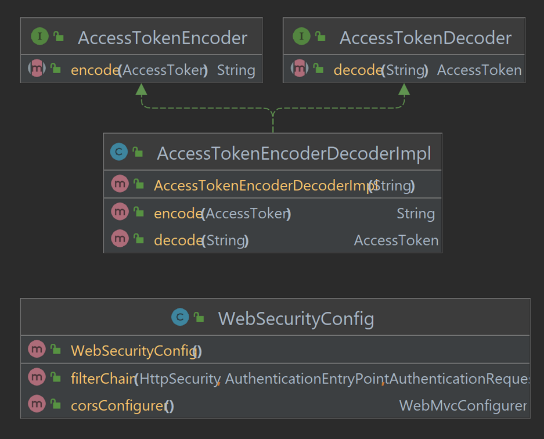 I AccessTokenEncoder
m encode(AccessToken) String
I AccessTokenDecoder
m decode(String) AccessToken
C AccessTokenEncoderDecoderImpl
m AccessTokenEncoderDecoderImpl(String)
m encode(AccessToken) String
m decode(String) AccessToken
C WebSecurityConfig
m WebSecurityConfig()
m filterChain(HttpSecurity, AuthenticationEntryPoint, AuthenticationReque
m corsConfigurer() WebMvcConfigurer